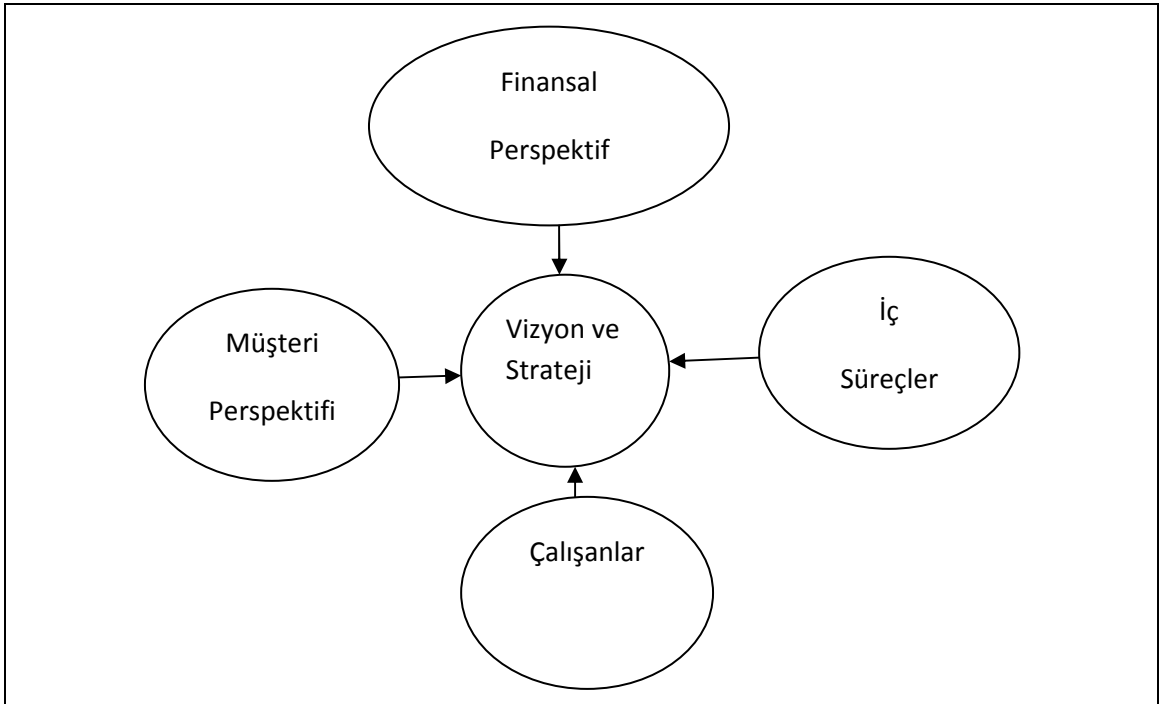 Finansal
Perspektif
Müşteri
Perspektifi
Vizyon ve
Strateji
İç
Süreçler
Çalışanlar